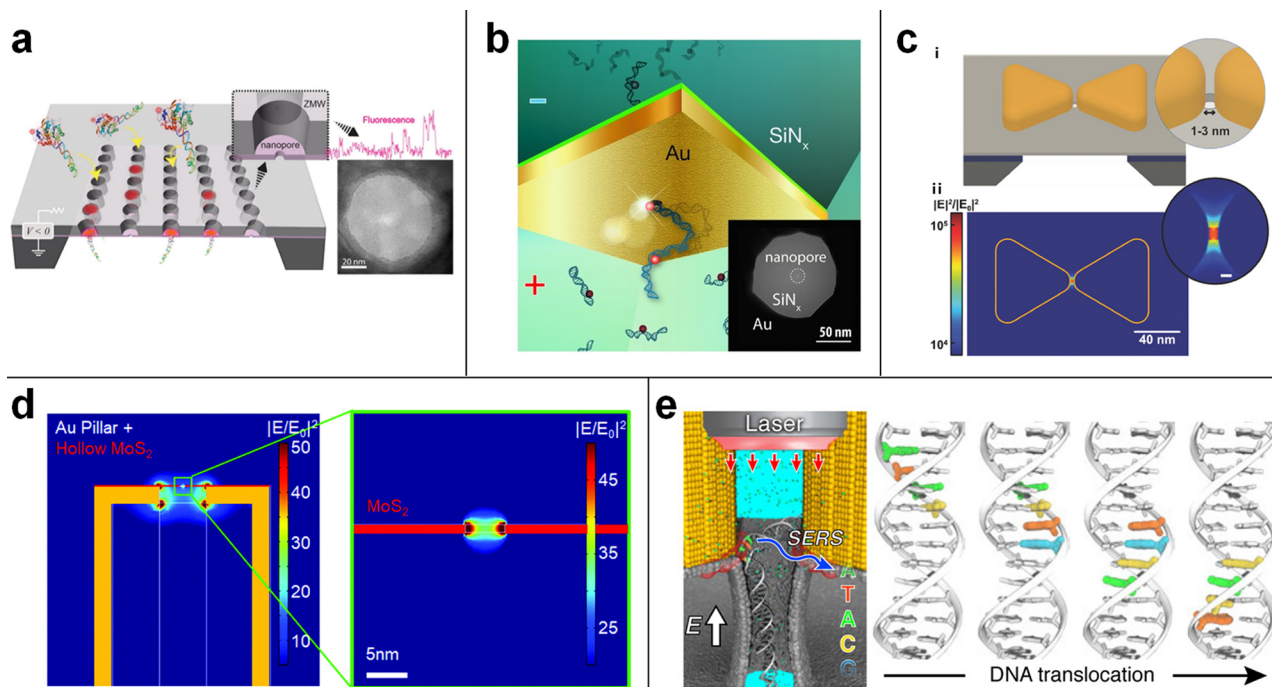 a
ZMW
nanopore
Fluorescence
V < 0
20 nm
b
−
SiNₓ
Au
+
nanopore
SiNₓ
Au
50 nm
c
i
1-3 nm
ii
|E|²/|E₀|²
10⁵
10⁴
40 nm
d
Au Pillar +
Hollow MoS₂
|E/E₀|²
50
40
30
20
10
|E/E₀|²
MoS₂
45
40
35
30
25
5nm
e
Laser
SERS
E
A
T
A
C
G
DNA translocation